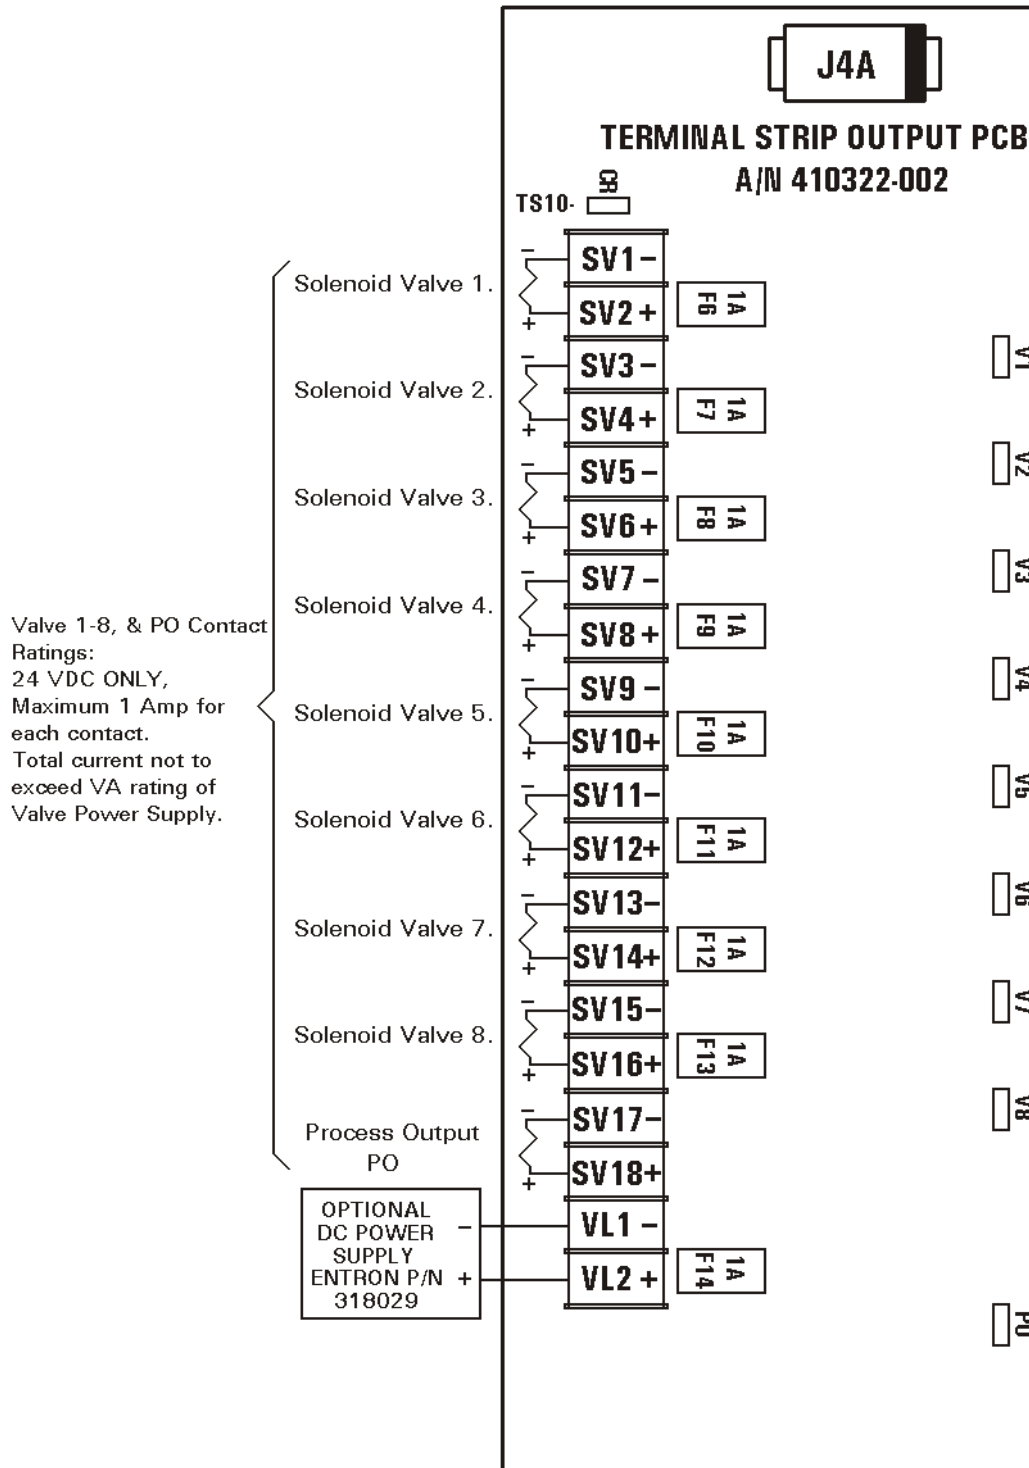 J4A
TERMINAL STRIP OUTPUT PCB
A/N 410322-002
CR
TS10-
Solenoid Valve 1.
− SV1 −
+ SV2 +
F6 1A
Solenoid Valve 2.
− SV3 −
+ SV4 +
F7 1A
V1
Solenoid Valve 3.
− SV5 −
+ SV6 +
F8 1A
V2
Solenoid Valve 4.
− SV7 −
+ SV8 +
F9 1A
V3
Valve 1-8, & PO Contact
Ratings:
24 VDC ONLY,
Maximum 1 Amp for
each contact.
Total current not to
exceed VA rating of
Valve Power Supply.
Solenoid Valve 5.
− SV9 −
+ SV10+
F10 1A
V4
Solenoid Valve 6.
− SV11−
+ SV12+
F11 1A
V5
Solenoid Valve 7.
− SV13−
+ SV14+
F12 1A
V6
Solenoid Valve 8.
− SV15−
+ SV16+
F13 1A
V7
Process Output
PO
− SV17−
+ SV18+
V8
OPTIONAL
DC POWER −
SUPPLY
ENTRON P/N +
318029
VL1 −
VL2 +
F14 1A
PO